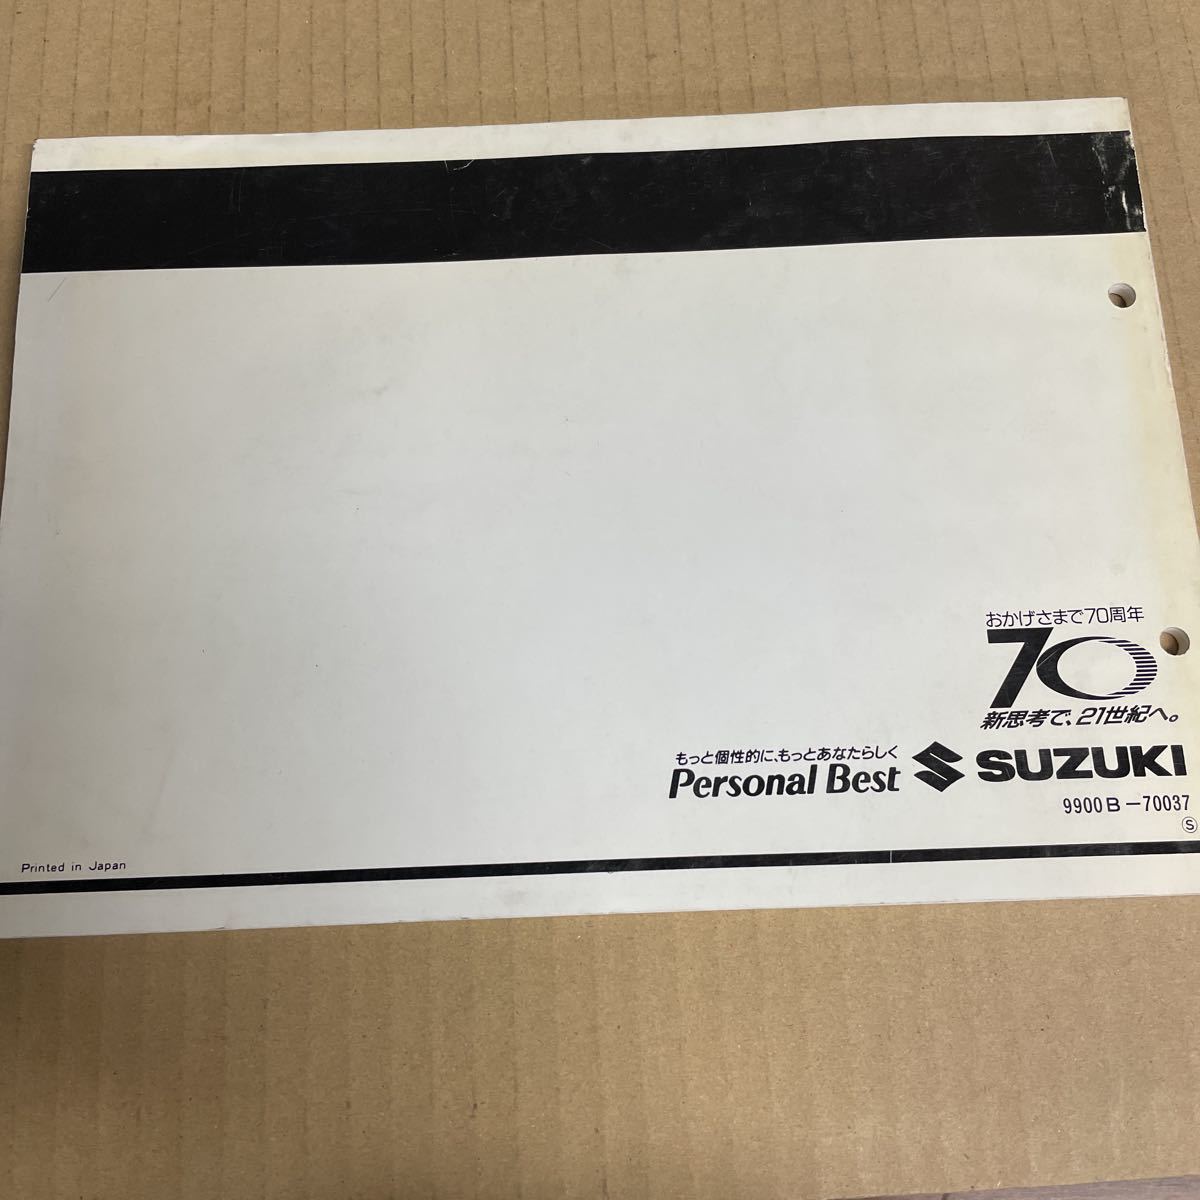 おかげさまで70周年
70
新思考で、21世紀へ。
もっと個性的に、もっとあなたらしく
Personal Best SUZUKI
9900B-70037
Ⓢ
Printed in Japan